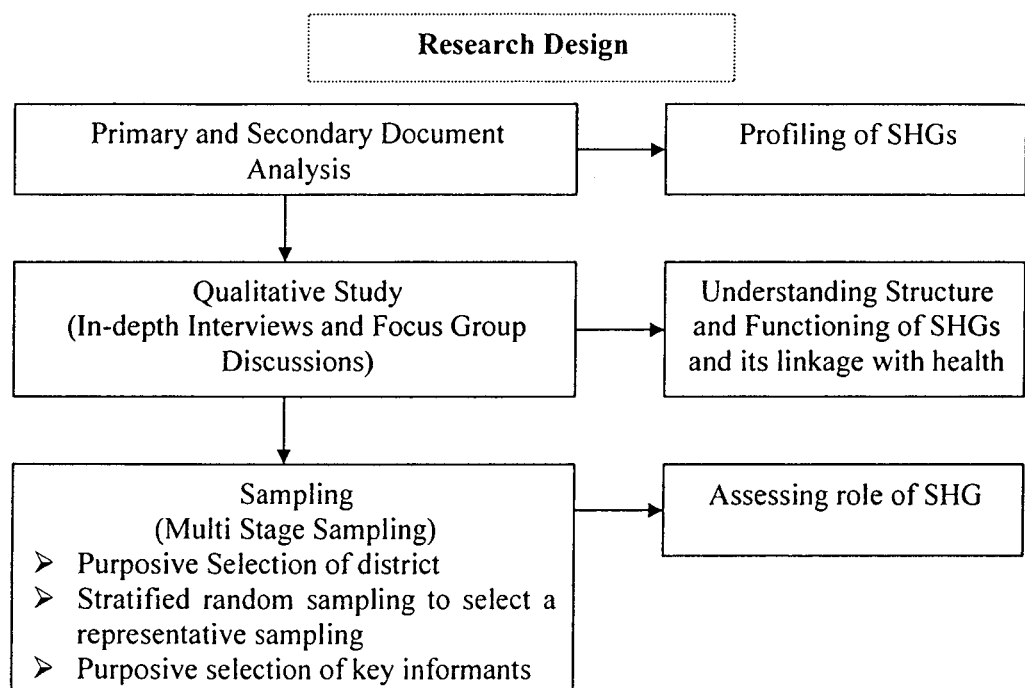 Research Design
Primary and Secondary Document
Analysis
Profiling of SHGs
Qualitative Study
(In-depth Interviews and Focus Group
Discussions)
Understanding Structure
and Functioning of SHGs
and its linkage with health
Sampling
(Multi Stage Sampling)
➢ Purposive Selection of district
➢ Stratified random sampling to select a
representative sampling
➢ Purposive selection of key informants
Assessing role of SHG